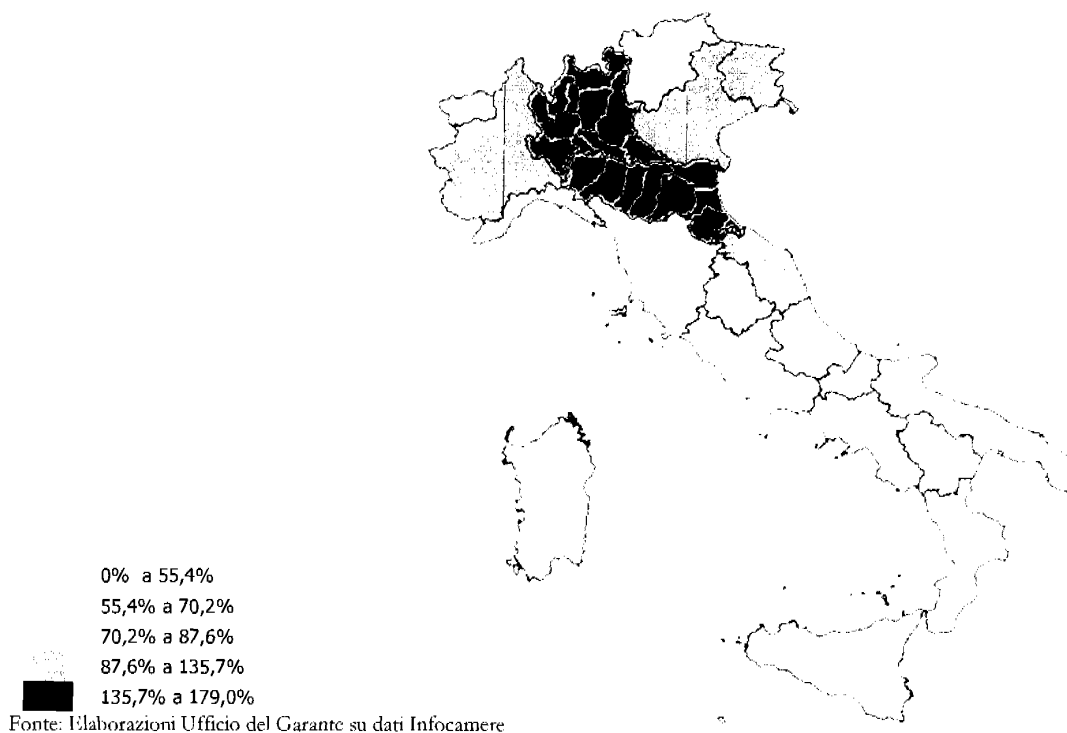 0% a 55,4%
55,4% a 70,2%
70,2% a 87,6%
87,6% a 135,7%
135,7% a 179,0%
Fonte: Elaborazioni Ufficio del Garante su dati Infocamere